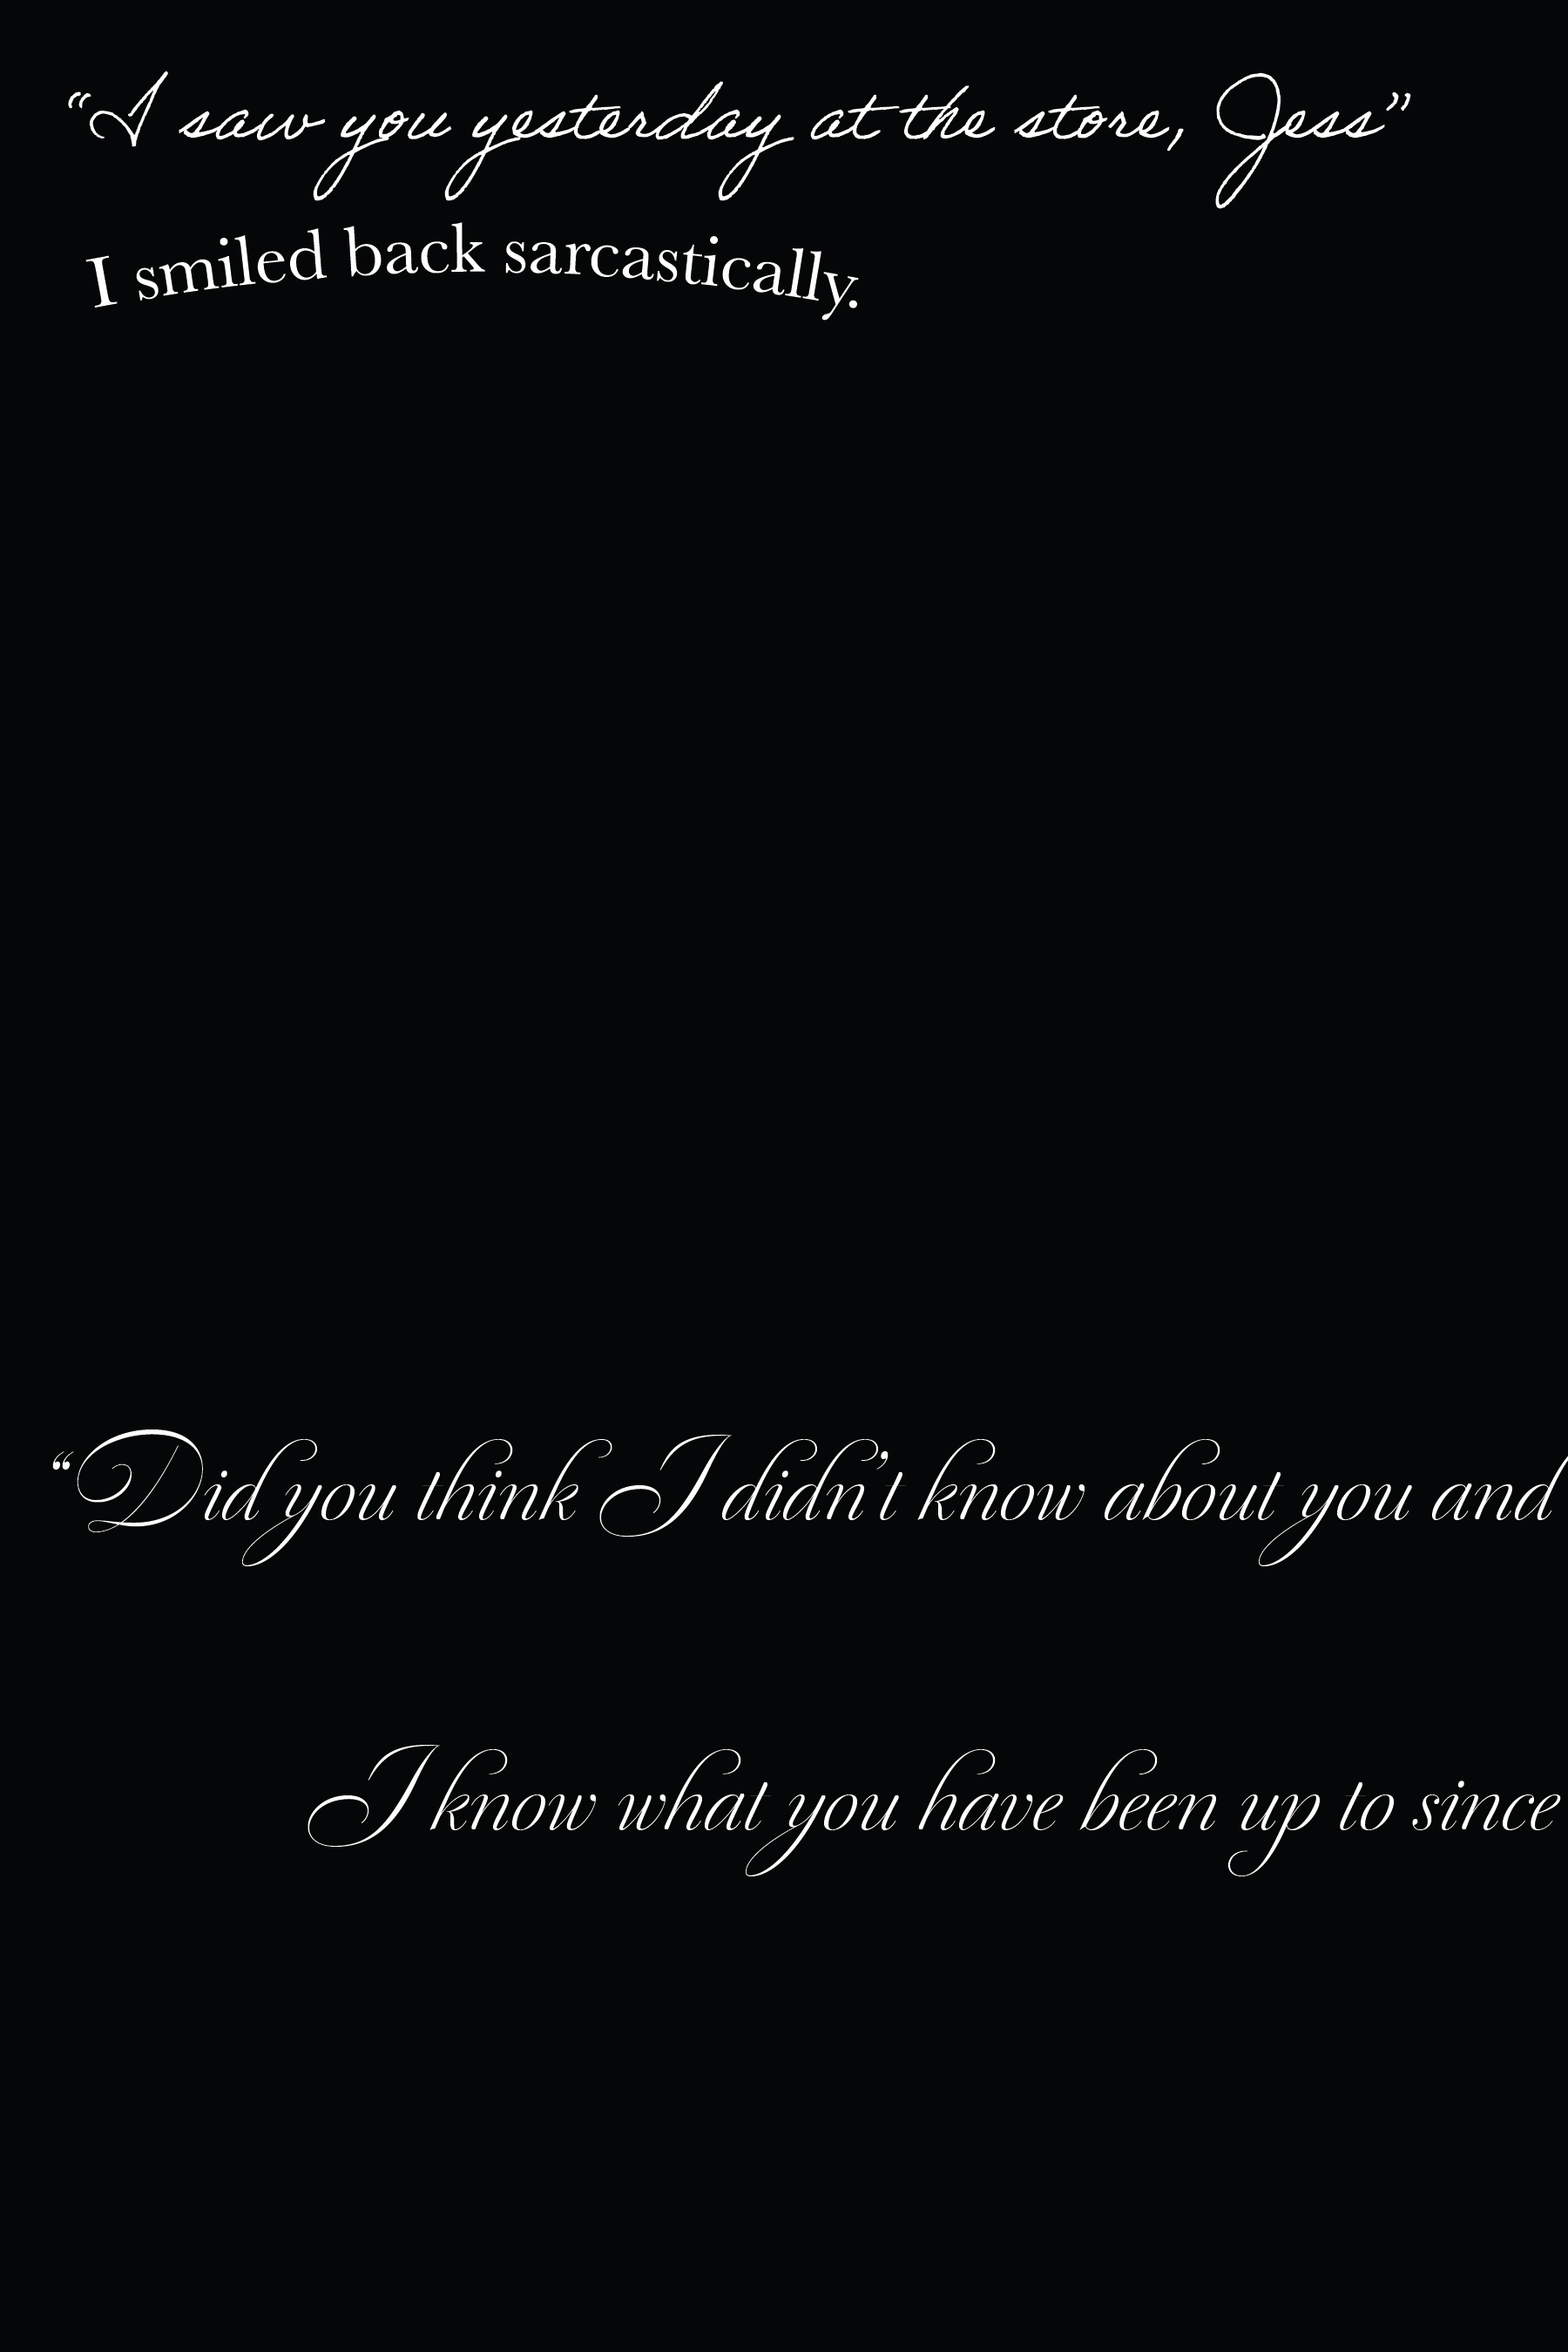 “I saw you yesterday at the store, Jess”
I smiled back sarcastically.
“Did you think I didn’t know about you and
I know what you have been up to since